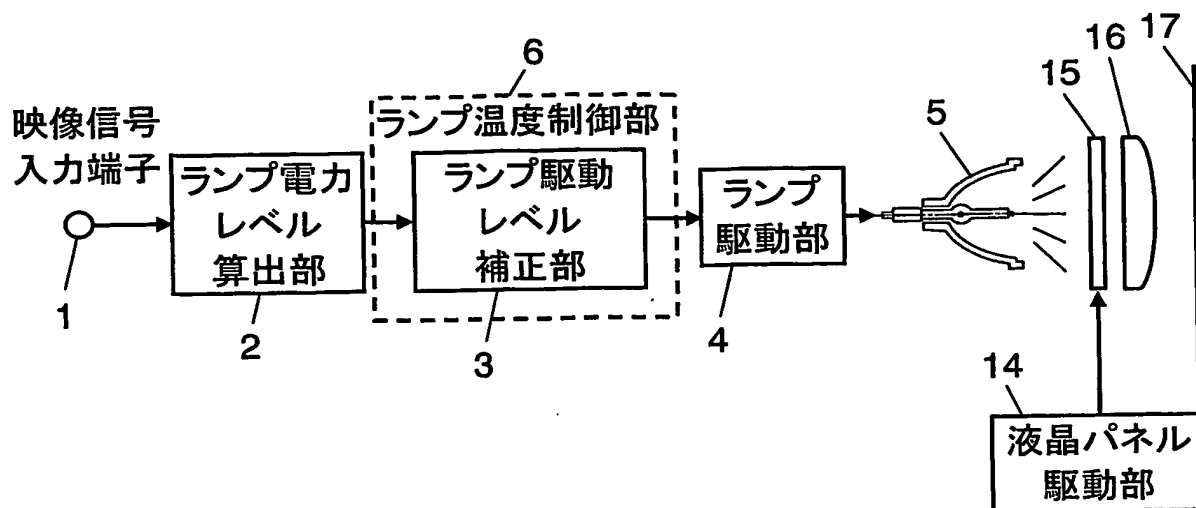 映像信号
入力端子
1
ランプ電力
レベル
算出部
2
6
ランプ温度制御部
ランプ駆動
レベル
補正部
3
ランプ
駆動部
4
5
15
16
17
14
液晶パネル
駆動部